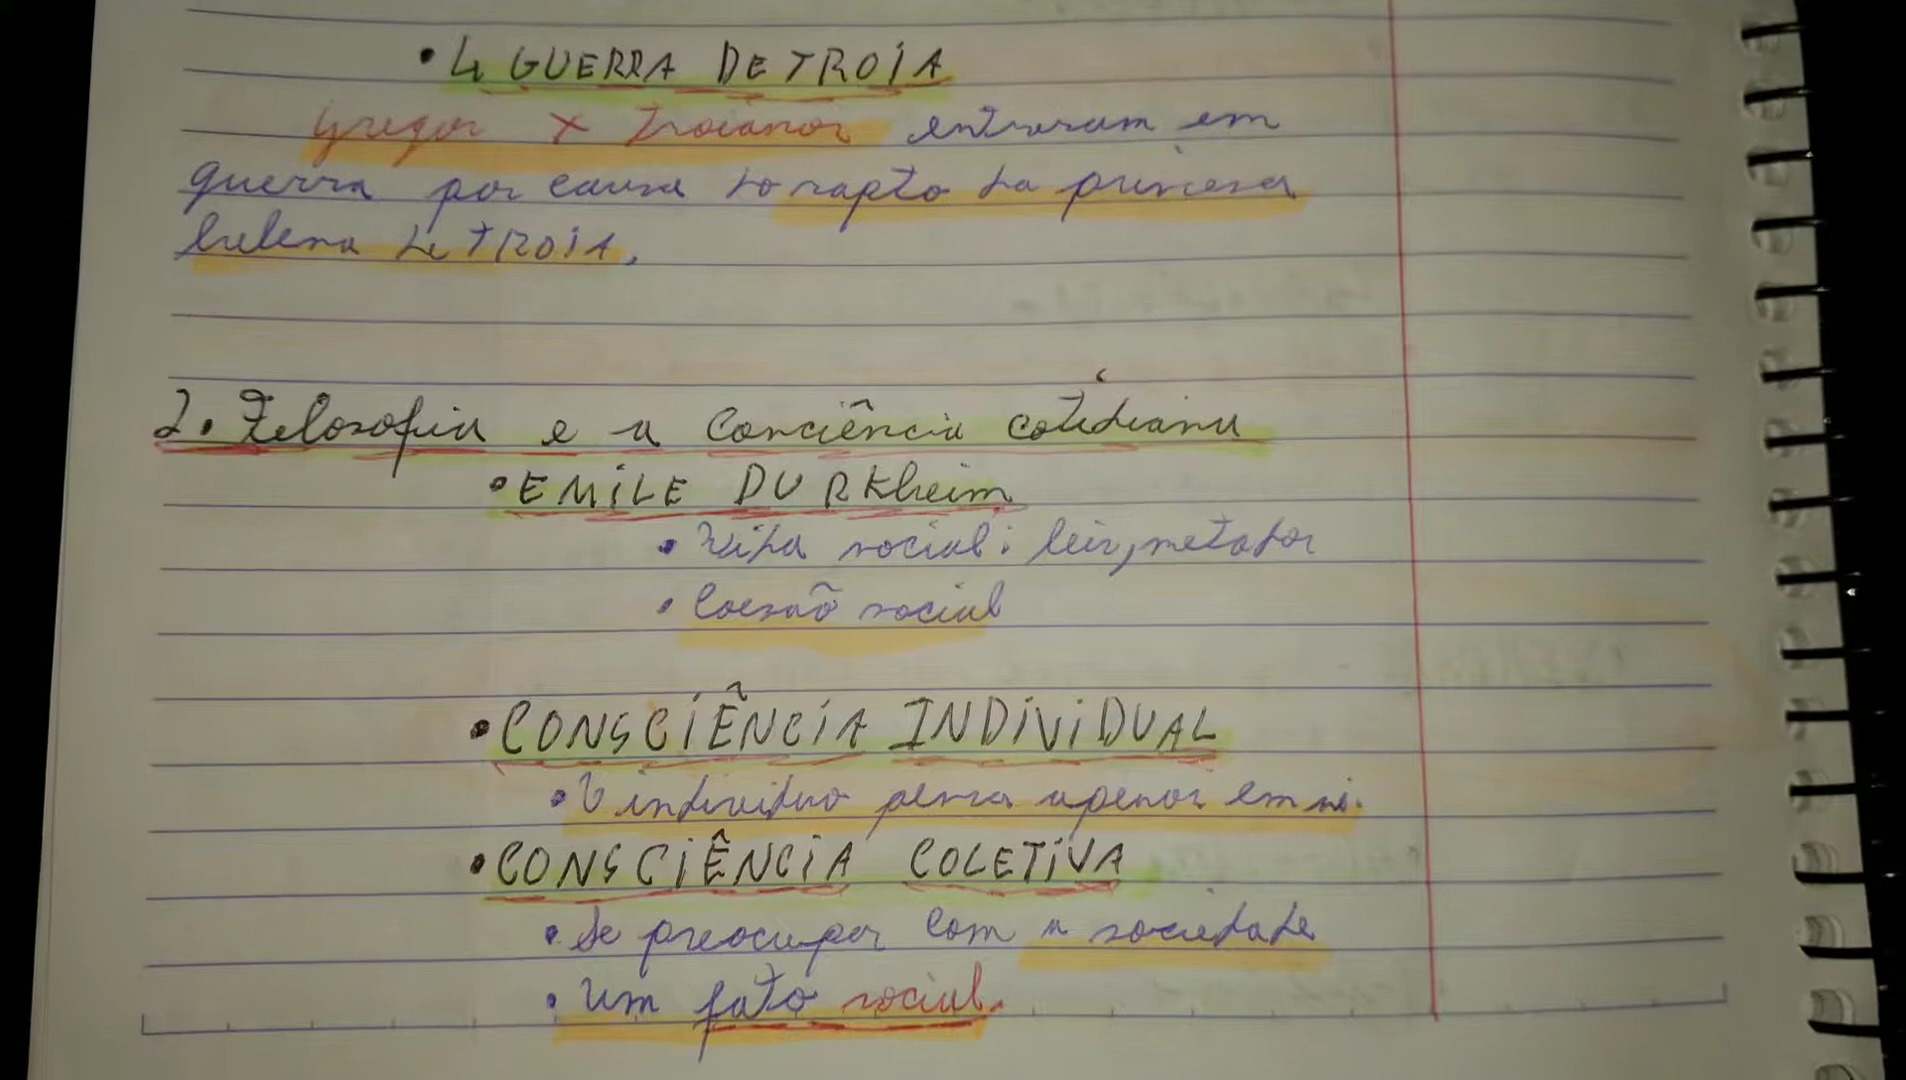 • 4 GUERRA DE TROIA
gregos X troianos entraram em
guerra por causa do rapto da princesa
helena de TROIA.
2. Filosofia e a Conciência cotidiana
• EMILE DURKheim
• Vida social: leis, metodos
• Coesão social
• CONSCIÊNCIA INDIVIDUAL
• O individuo pensa apenas em si.
• CONSCIÊNCIA COLETIVA
• Se preocupar com a sociedade
• Um fato social.